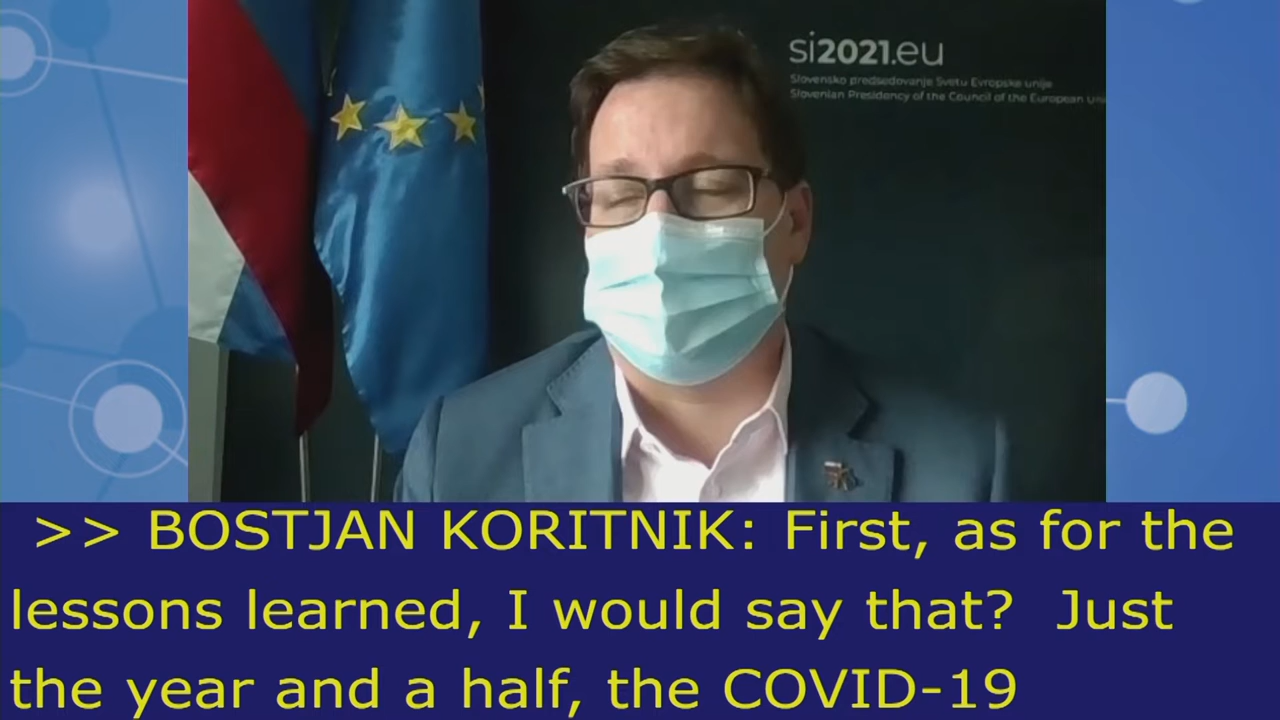 si2021.eu
Slovensko predsedovanje Svetu Evropske unije
Slovenian Presidency of the Council of the European
>> BOSTJAN KORITNIK: First, as for the
lessons learned, I would say that?  Just
the year and a half, the COVID-19